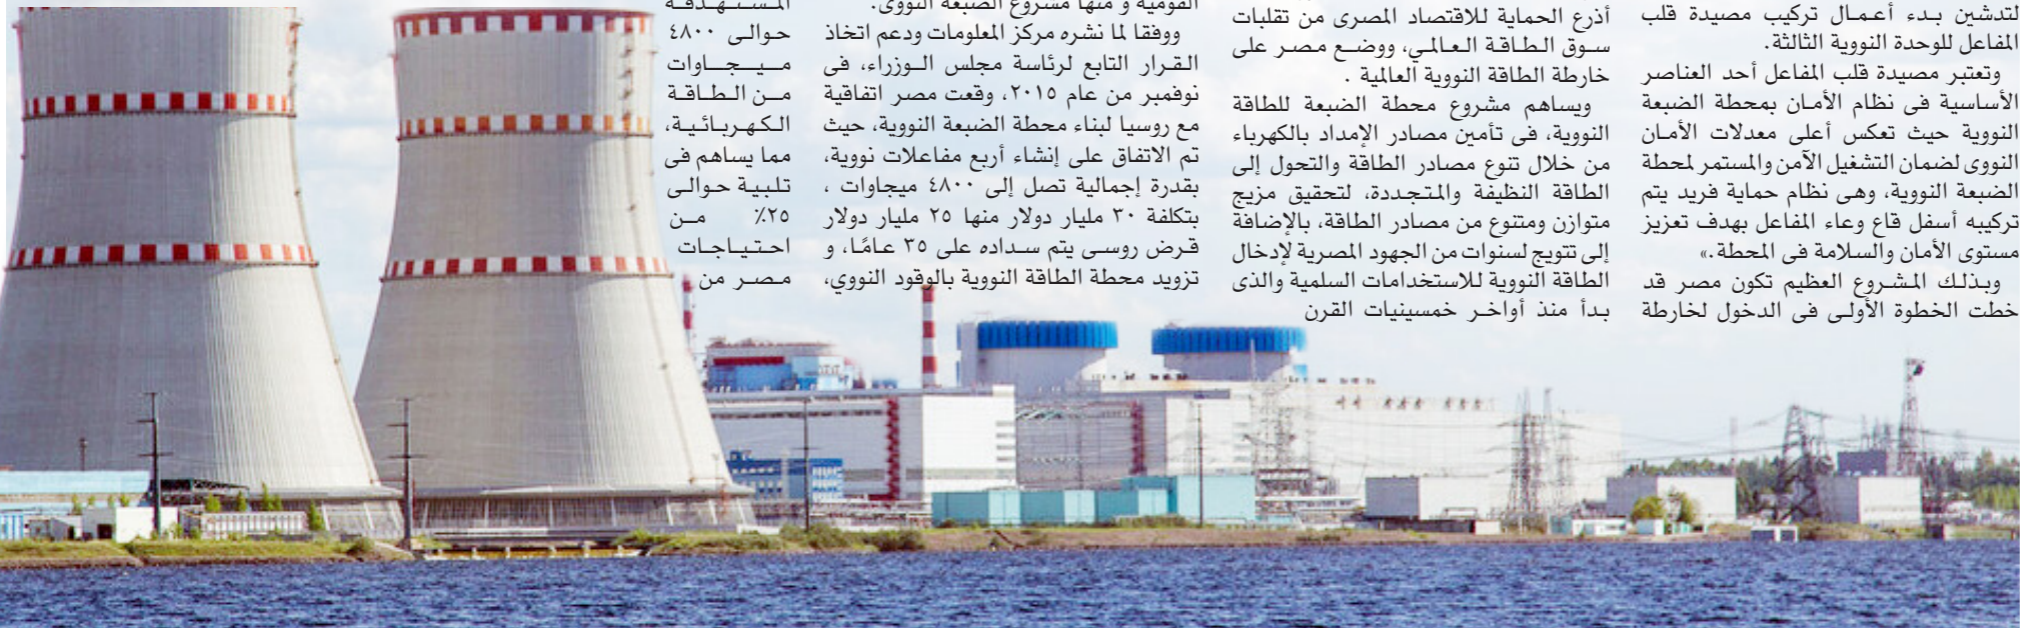 لتدشين بدء أعمال تركيب مصيدة قلب
المفاعل للوحدة النووية الثالثة.
وتعتبر مصيدة قلب المفاعل أحد العناصر
الأساسية فى نظام الأمان بمحطة الضبعة
النووية حيث تعكس أعلى معدلات الأمان
النووى لضمان التشغيل الآمن والمستمر لمحطة
الضبعة النووية، وهى نظام حماية فريد يتم
تركيبه أسفل قاع وعاء المفاعل بهدف تعزيز
مستوى الأمان والسلامة فى المحطة.»
وبذلك المشروع العظيم تكون مصر قد
خطت الخطوة الأولى فى الدخول لخارطة
أذرع الحماية للاقتصاد المصرى من تقلبات
سوق الطاقة العالمي، ووضع مصر على
خارطة الطاقة النووية العالمية .
ويساهم مشروع محطة الضبعة للطاقة
النووية، فى تأمين مصادر الإمداد بالكهرباء
من خلال تنوع مصادر الطاقة والتحول إلى
الطاقة النظيفة والمتجددة، لتحقيق مزيج
متوازن ومتنوع من مصادر الطاقة، بالإضافة
إلى تتويج لسنوات من الجهود المصرية لإدخال
الطاقة النووية للاستخدامات السلمية والذى
بدأ منذ أواخر خمسينيات القرن
القومية و منها مشروع الضبعة النووى.
ووفقا لما نشره مركز المعلومات ودعم اتخاذ
القرار التابع لرئاسة مجلس الوزراء، فى
نوفمبر من عام ٢٠١٥، وقعت مصر اتفاقية
مع روسيا لبناء محطة الضبعة النووية، حيث
تم الاتفاق على إنشاء أربع مفاعلات نووية،
بقدرة إجمالية تصل إلى ٤٨٠٠ ميجاوات ،
بتكلفة ٣٠ مليار دولار منها ٢٥ مليار دولار
قرض روسى يتم سداده على ٣٥ عامًا، و
تزويد محطة الطاقة النووية بالوقود النووي،
المستهدفة
حوالى ٤٨٠٠
ميجاوات
من الطاقة
الكهربائية،
مما يساهم فى
تلبية حوالى
٢٥٪ من
احتياجات
مصر من